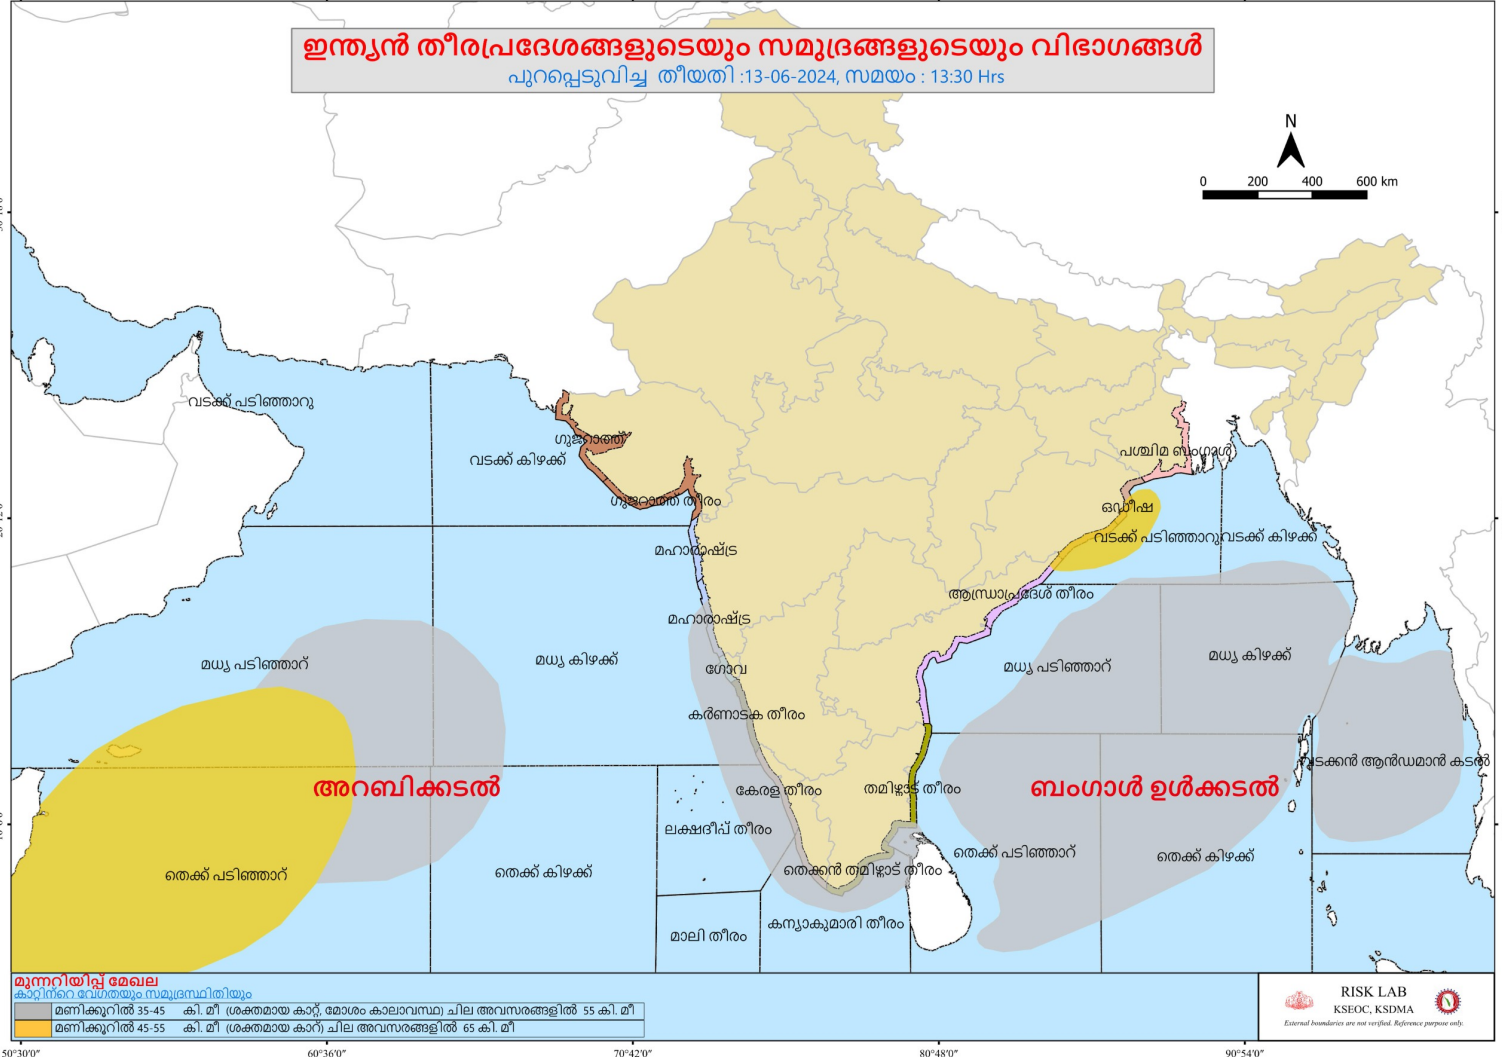 ഇന്ത്യൻ തീരപ്രദേശങ്ങളുടെയും സമുദ്രങ്ങളുടെയും വിഭാഗങ്ങൾ
പുറപ്പെടുവിച്ച തീയതി :13-06-2024, സമയം : 13:30 Hrs
N
0 200 400 600 km
വടക്ക് പടിഞ്ഞാറു
ഗുജറാത്ത്
വടക്ക് കിഴക്ക്
പശ്ചിമ ബംഗാൾ
ഗുജറാത്ത തീരം
ഒഡീഷ
വടക്ക് പടിഞ്ഞാറു വടക്ക് കിഴക്ക്
മഹാരാഷ്ട്ര
ആന്ധ്രാപ്രദേശ് തീരം
മഹാരാഷ്ട്ര
മധ്യ പടിഞ്ഞാറ്
മധ്യ കിഴക്ക്
ഗോവ
മധ്യ പടിഞ്ഞാറ്
മധ്യ കിഴക്ക്
കർണാടക തീരം
വടക്കൻ ആൻഡമാൻ കടൽ
അറബിക്കടൽ
കേരള തീരം
തമിഴ്നാട് തീരം
ബംഗാൾ ഉൾക്കടൽ
ലക്ഷദീപ് തീരം
തെക്ക് പടിഞ്ഞാറ്
തെക്ക് കിഴക്ക്
തെക്ക് പടിഞ്ഞാറ്
തെക്ക് കിഴക്ക്
തെക്കൻ തമിഴ്നാട് തീരം
മാലി തീരം
കന്യാകുമാരി തീരം
മുന്നറിയിപ്പ് മേഖല
കാറ്റിന്റെ വേഗതയും സമുദ്രസ്ഥിതിയും
മണിക്കൂറിൽ 35-45 കി. മീ (ശക്തമായ കാറ്റ്, മോശം കാലാവസ്ഥ) ചില അവസരങ്ങളിൽ 55 കി. മീ
മണിക്കൂറിൽ 45-55 കി. മീ (ശക്തമായ കാറ്) ചില അവസരങ്ങളിൽ 65 കി. മീ
RISK LAB
KSEOC, KSDMA
External boundaries are not verified. Reference purpose only.
50°30'0" 60°36'0" 70°42'0" 80°48'0" 90°54'0"